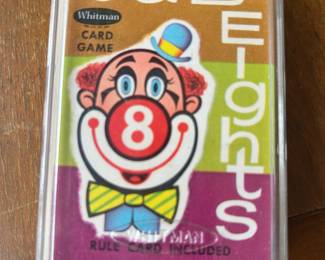 Whitman
CARD
GAME
Eights
8
WHITMAN
RULE CARD INCLUDED